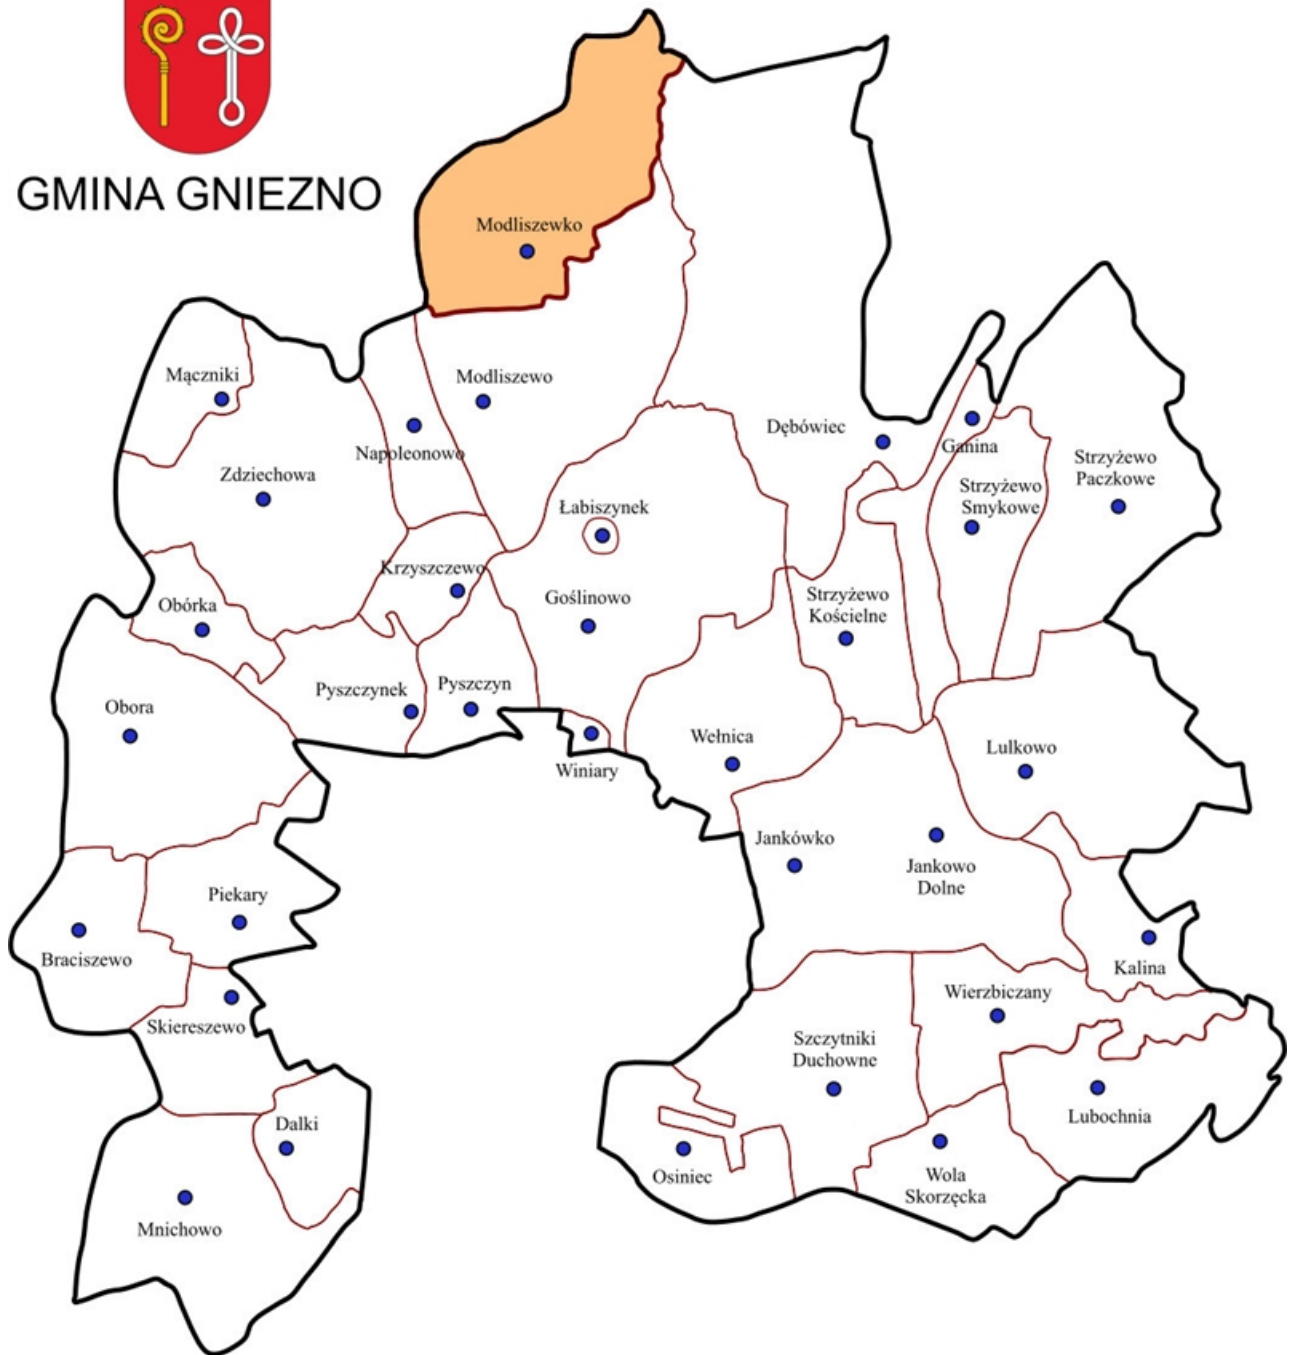 GMINA GNIEZNO
Modliszewko
Mączniki
Modliszewo
Napoleonowo
Zdziechowa
Dębówiec
Ganina
Strzyżewo
Paczkowe
Strzyżewo
Smykowe
Łabiszynek
Krzyszczewo
Goślinowo
Strzyżewo
Kościelne
Obórka
Obora
Pyszczynek
Pyszczyn
Winiary
Wełnica
Lulkowo
Jankówko
Jankowo
Dolne
Piekary
Braciszewo
Kalina
Skiereszewo
Wierzbiczany
Szczytniki
Duchowne
Lubochnia
Dalki
Osiniec
Wola
Skorzęcka
Mnichowo